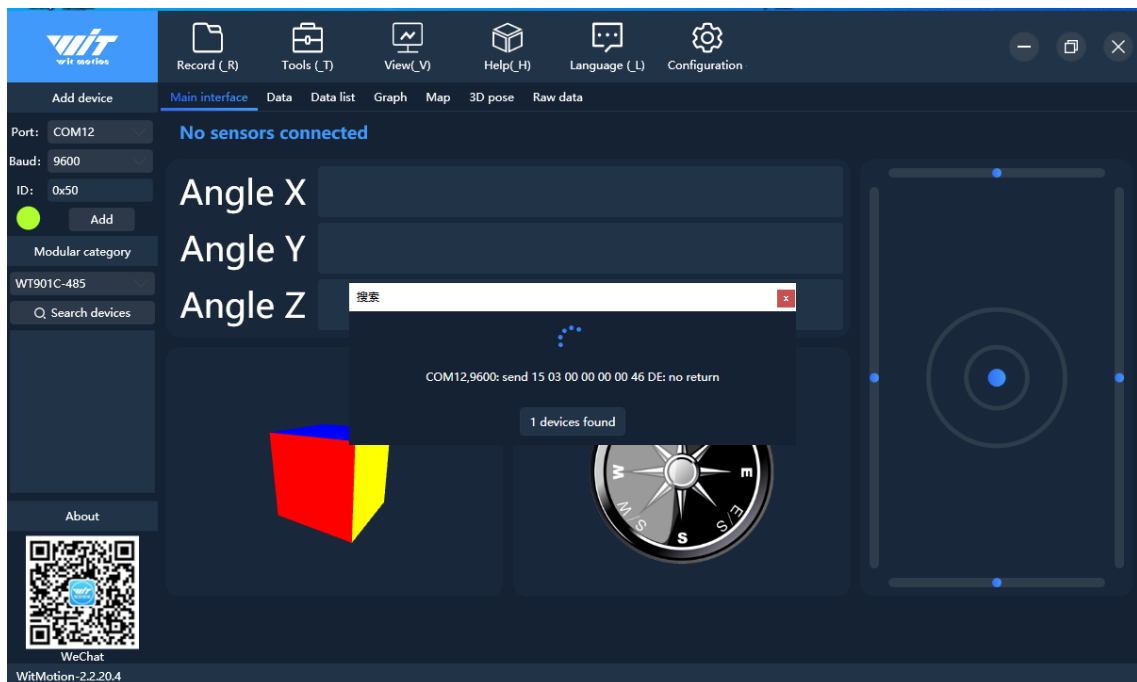 WIT
wit motion
Record (_R)
Tools (_T)
View(_V)
Help(_H)
Language (_L)
Configuration
Add device
Main interface
Data
Data list
Graph
Map
3D pose
Raw data
Port:
COM12
No sensors connected
Baud:
9600
ID:
0x50
Add
Angle X
Angle Y
Angle Z
Modular category
WT901C-485
Search devices
搜索
x
COM12,9600: send 15 03 00 00 00 00 46 DE: no return
1 devices found
W
E
W/S
S
S/E
S
About
WeChat
WitMotion-2.2.20.4